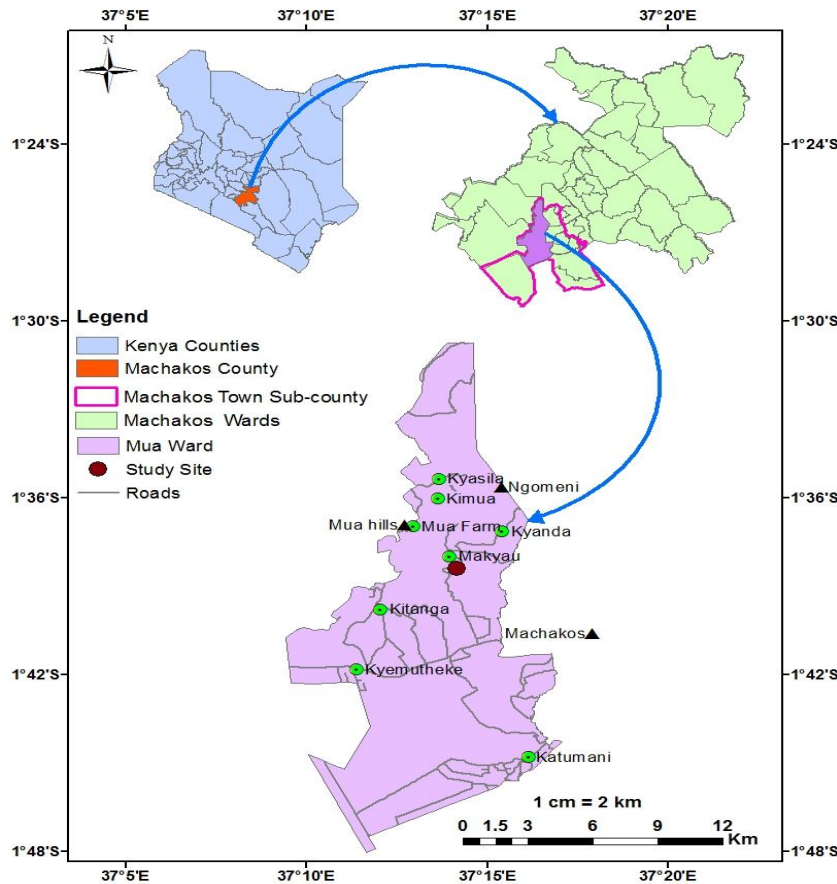 37°5'E 37°10'E 37°15'E 37°20'E
N
1°24'S 1°24'S
1°30'S 1°30'S
Legend
Kenya Counties
Machakos County
Machakos Town Sub-county
Machakos Wards
Mua Ward
Study Site
Roads
Kyasila
Ngomeni
1°36'S 1°36'S
Kimua
Mua hills Mua Farm Kyanda
Makyau
Kitanga
Machakos
1°42'S Kyemutheke 1°42'S
Katumani
1 cm = 2 km
0 1.5 3 6 9 12
Km
1°48'S 1°48'S
37°5'E 37°10'E 37°15'E 37°20'E